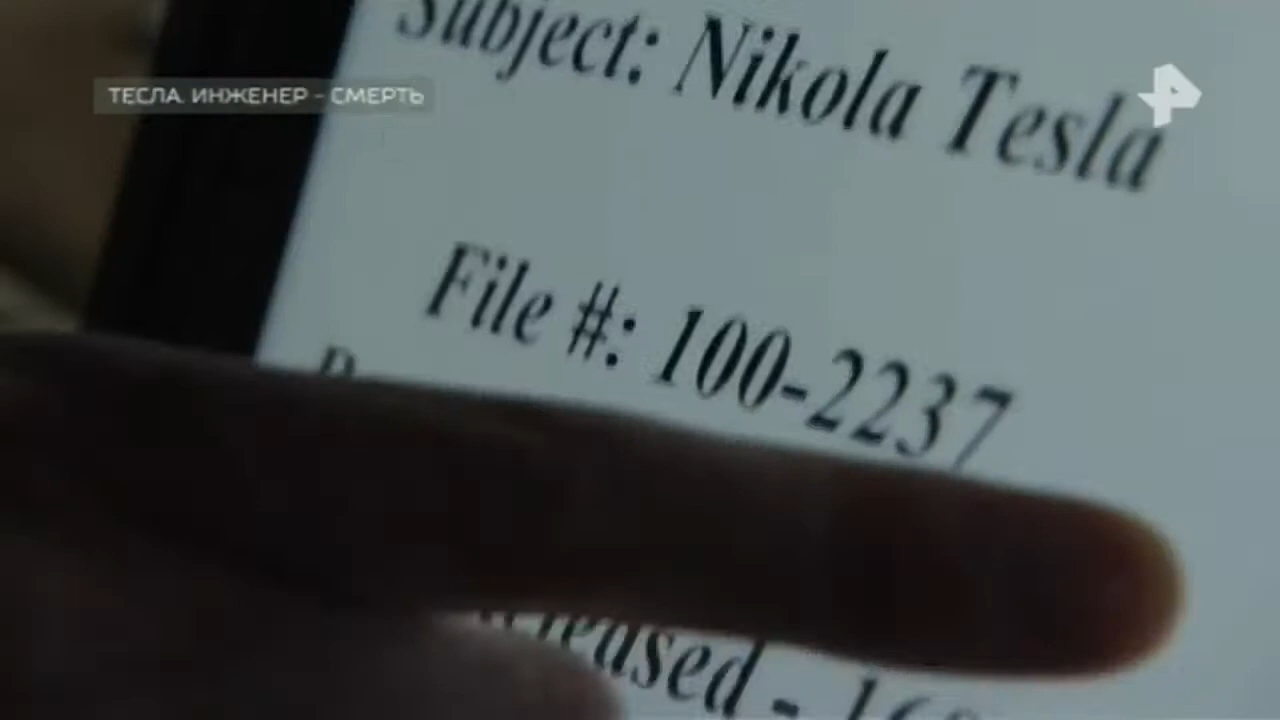 Subject: Nikola Tesla
ТЕСЛА. ИНЖЕНЕР - СМЕРТЬ
File #: 100-2237